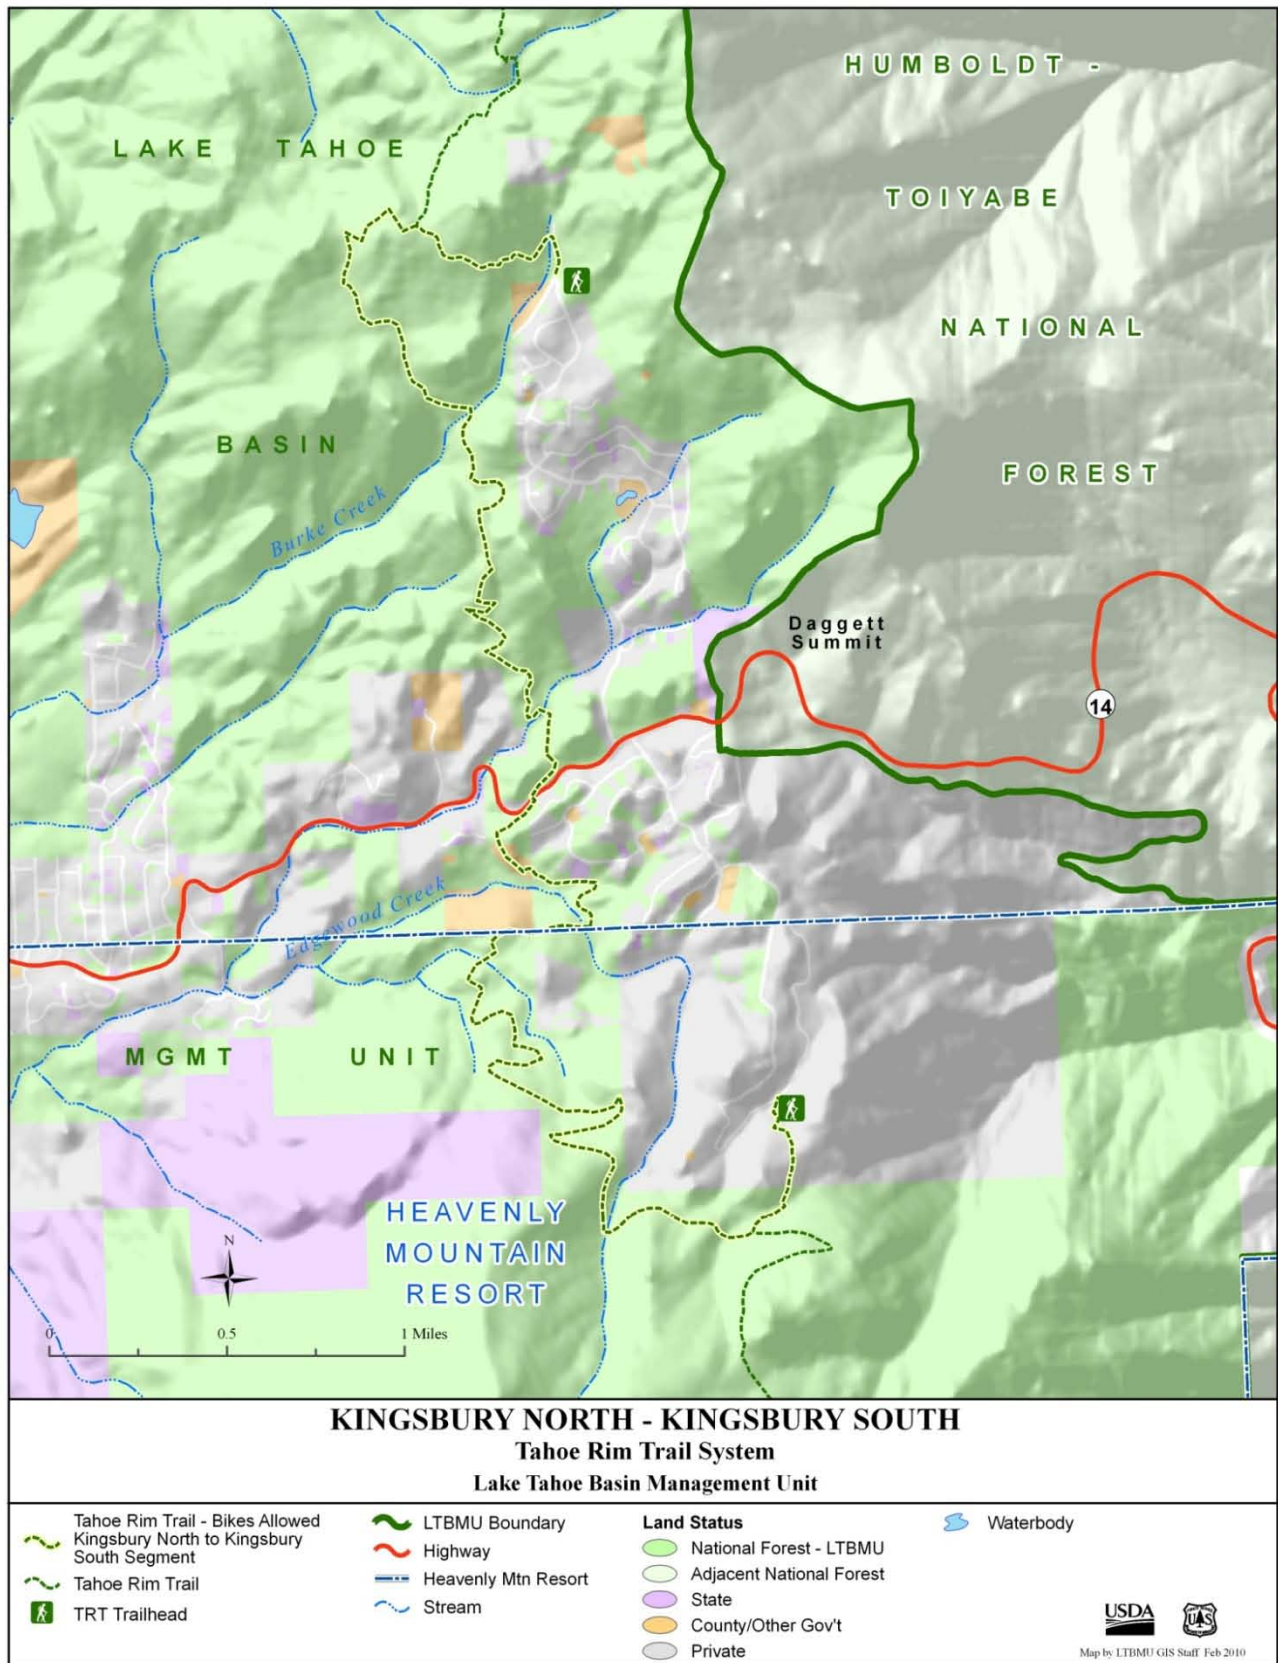 HUMBOLDT -
LAKE TAHOE
TOIYABE
NATIONAL
BASIN
FOREST
Burke Creek
Daggett
Summit
14
Edgewood Creek
MGMT UNIT
HEAVENLY
MOUNTAIN
RESORT
N
0 0.5 1 Miles
KINGSBURY NORTH - KINGSBURY SOUTH
Tahoe Rim Trail System
Lake Tahoe Basin Management Unit
Tahoe Rim Trail - Bikes Allowed
Kingsbury North to Kingsbury
South Segment
Tahoe Rim Trail
TRT Trailhead
LTBMU Boundary
Highway
Heavenly Mtn Resort
Stream
Land Status
National Forest - LTBMU
Adjacent National Forest
State
County/Other Gov't
Private
Waterbody
USDA
U S
Map by LTBMU GIS Staff Feb 2010